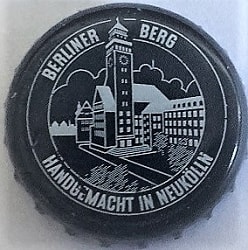 BERLINER BERG
HANDGEMACHT IN NEUKÖLLN